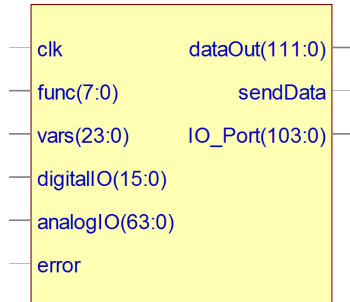 clk dataOut(111:0)
func(7:0) sendData
vars(23:0) IO_Port(103:0)
digitalIO(15:0)
analogIO(63:0)
error